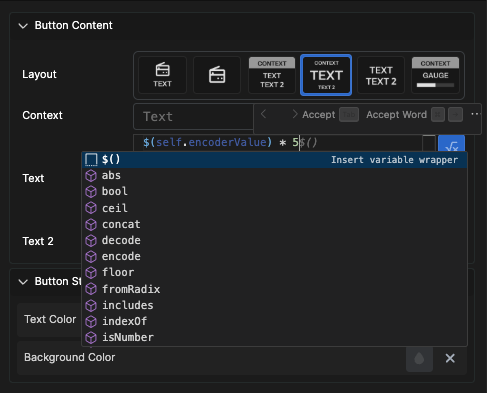 Button Content
Layout
TEXT
CONTEXT
TEXT
TEXT 2
CONTEXT
TEXT
TEXT 2
TEXT
TEXT 2
CONTEXT
GAUGE
Context
Text
Accept
Accept Word
...
Text
$(self.encoderValue) * 5$()
√x
$()
Insert variable wrapper
abs
bool
ceil
concat
decode
encode
floor
fromRadix
includes
indexOf
isNumber
Text 2
Button St
Text Color
Background Color